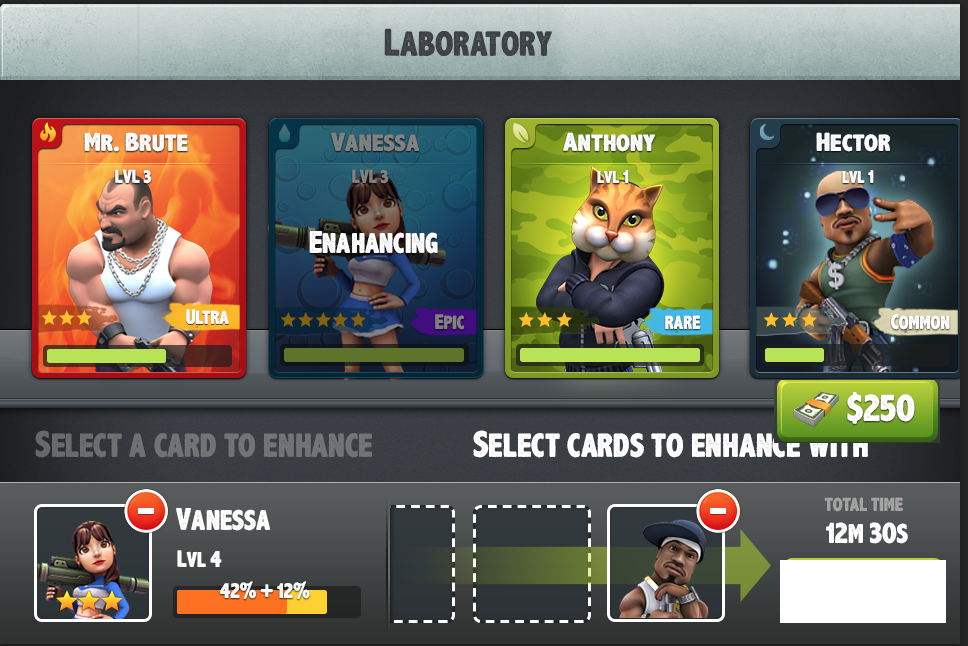 LABORATORY
MR. BRUTE
LVL 3
ULTRA
VANESSA
LVL 3
ENAHANCING
EPIC
ANTHONY
LVL 1
RARE
HECTOR
LVL 1
$
COMMON
$250
SELECT A CARD TO ENHANCE
SELECT CARDS TO ENHANCE WITH
VANESSA
LVL 4
42% + 12%
TOTAL TIME
12M 30S